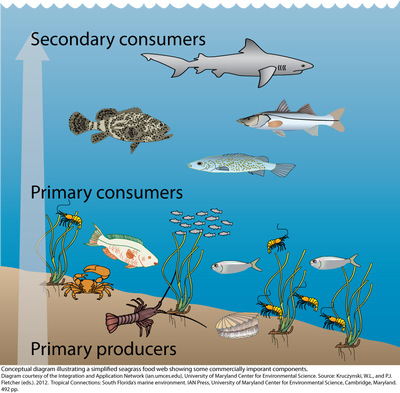 Secondary consumers
Primary consumers
Primary producers
Conceptual diagram illustrating a simplified seagrass food web showing some commercially imporant components.
Diagram courtesy of the Integration and Application Network (ian.umces.edu), University of Maryland Center for Environmental Science. Source: Kruczynski, W.L., and P.J.
Fletcher (eds.). 2012. Tropical Connections: South Florida's marine environment. IAN Press, University of Maryland Center for Environmental Science, Cambridge, Maryland.
492 pp.